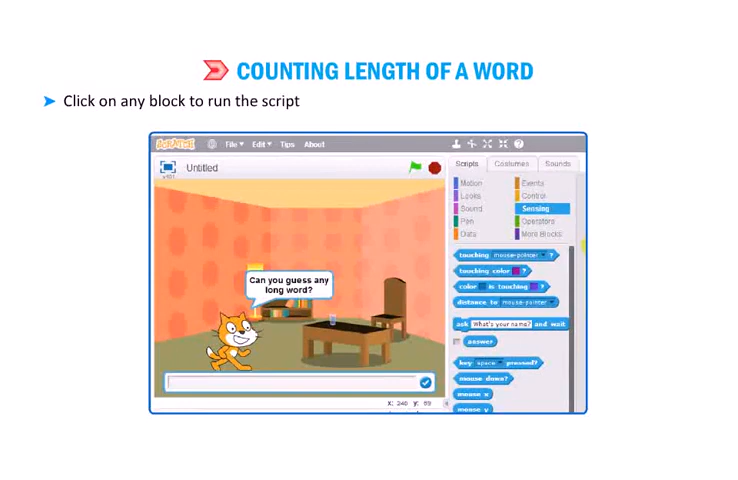 COUNTING LENGTH OF A WORD
Click on any block to run the script
SCRATCH File Edit Tips About
Scripts Costumes Sounds
Untitled
Motion Events
Looks Control
Sound Sensing
Pen Operators
Data More Blocks
touching mouse-pointer ?
touching color ?
color is touching ?
distance to mouse-pointer
Can you guess any
long word?
ask What's your name? and wait
answer
key space pressed?
mouse down?
mouse x
mouse y
x: 240 y: 89